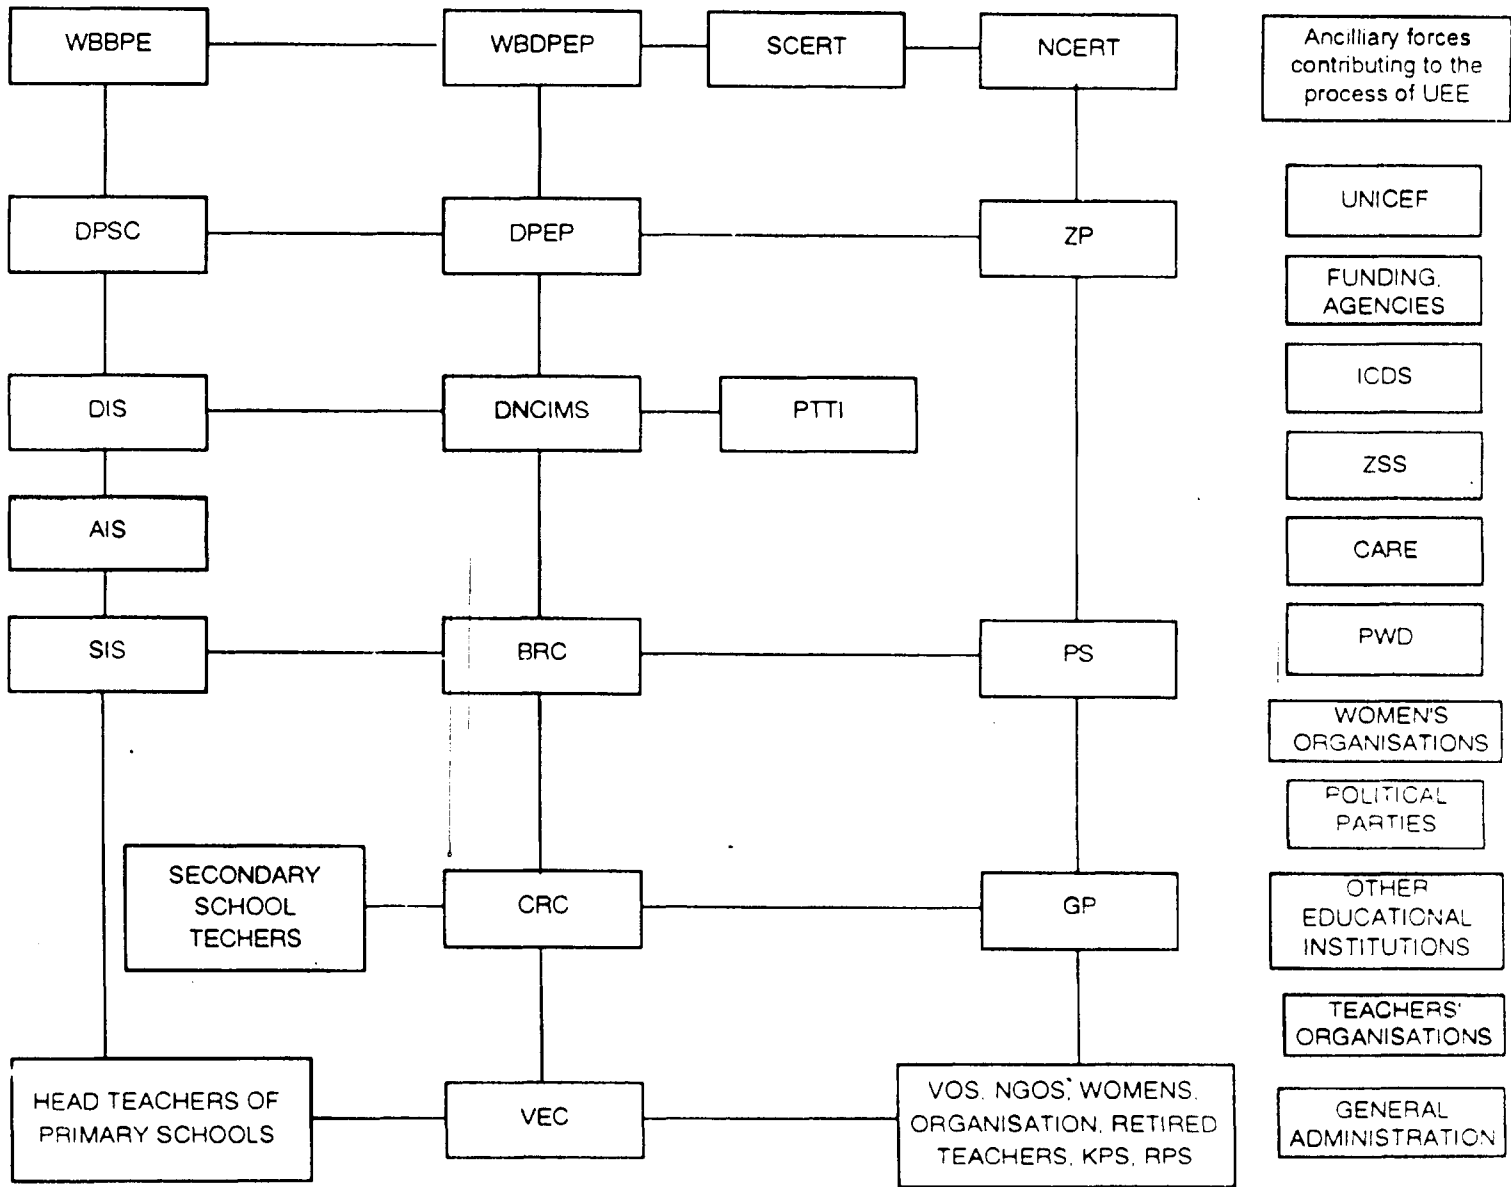 WBBPE
WBDPEP
SCERT
NCERT
Ancilliary forces
contributing to the
process of UEE
DPSC
DPEP
ZP
UNICEF
FUNDING.
AGENCIES
DIS
DNCIMS
PTTI
ICDS
ZSS
AIS
CARE
SIS
BRC
PS
PWD
WOMEN'S
ORGANISATIONS
POLITICAL
PARTIES
SECONDARY
SCHOOL
TECHERS
CRC
GP
OTHER
EDUCATIONAL
INSTITUTIONS
TEACHERS'
ORGANISATIONS
HEAD TEACHERS OF
PRIMARY SCHOOLS
VEC
VOS, NGOS, WOMENS,
ORGANISATION, RETIRED
TEACHERS, KPS, RPS
GENERAL
ADMINISTRATION